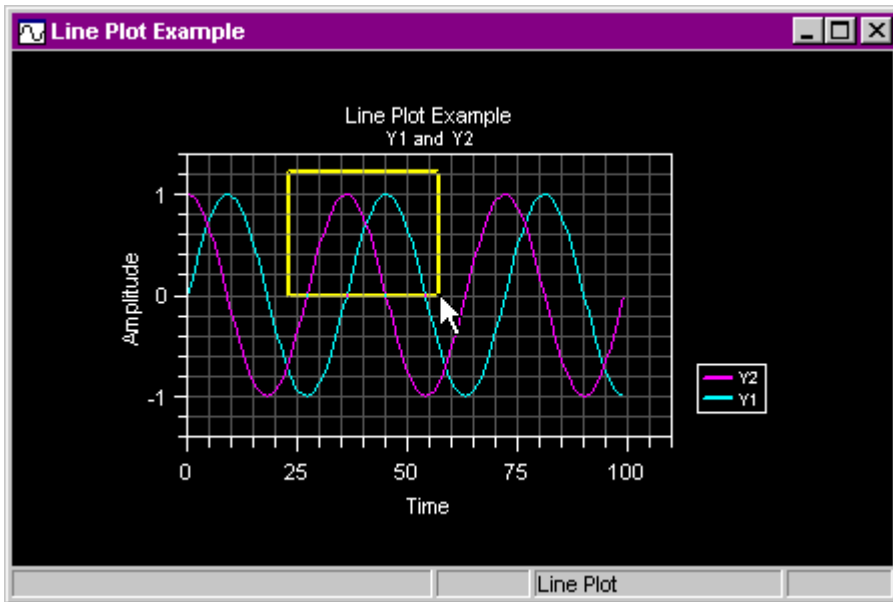 Line Plot Example
Line Plot Example
Y1 and Y2
1
0
-1
Amplitude
0 25 50 75 100
Time
Y2
Y1
Line Plot